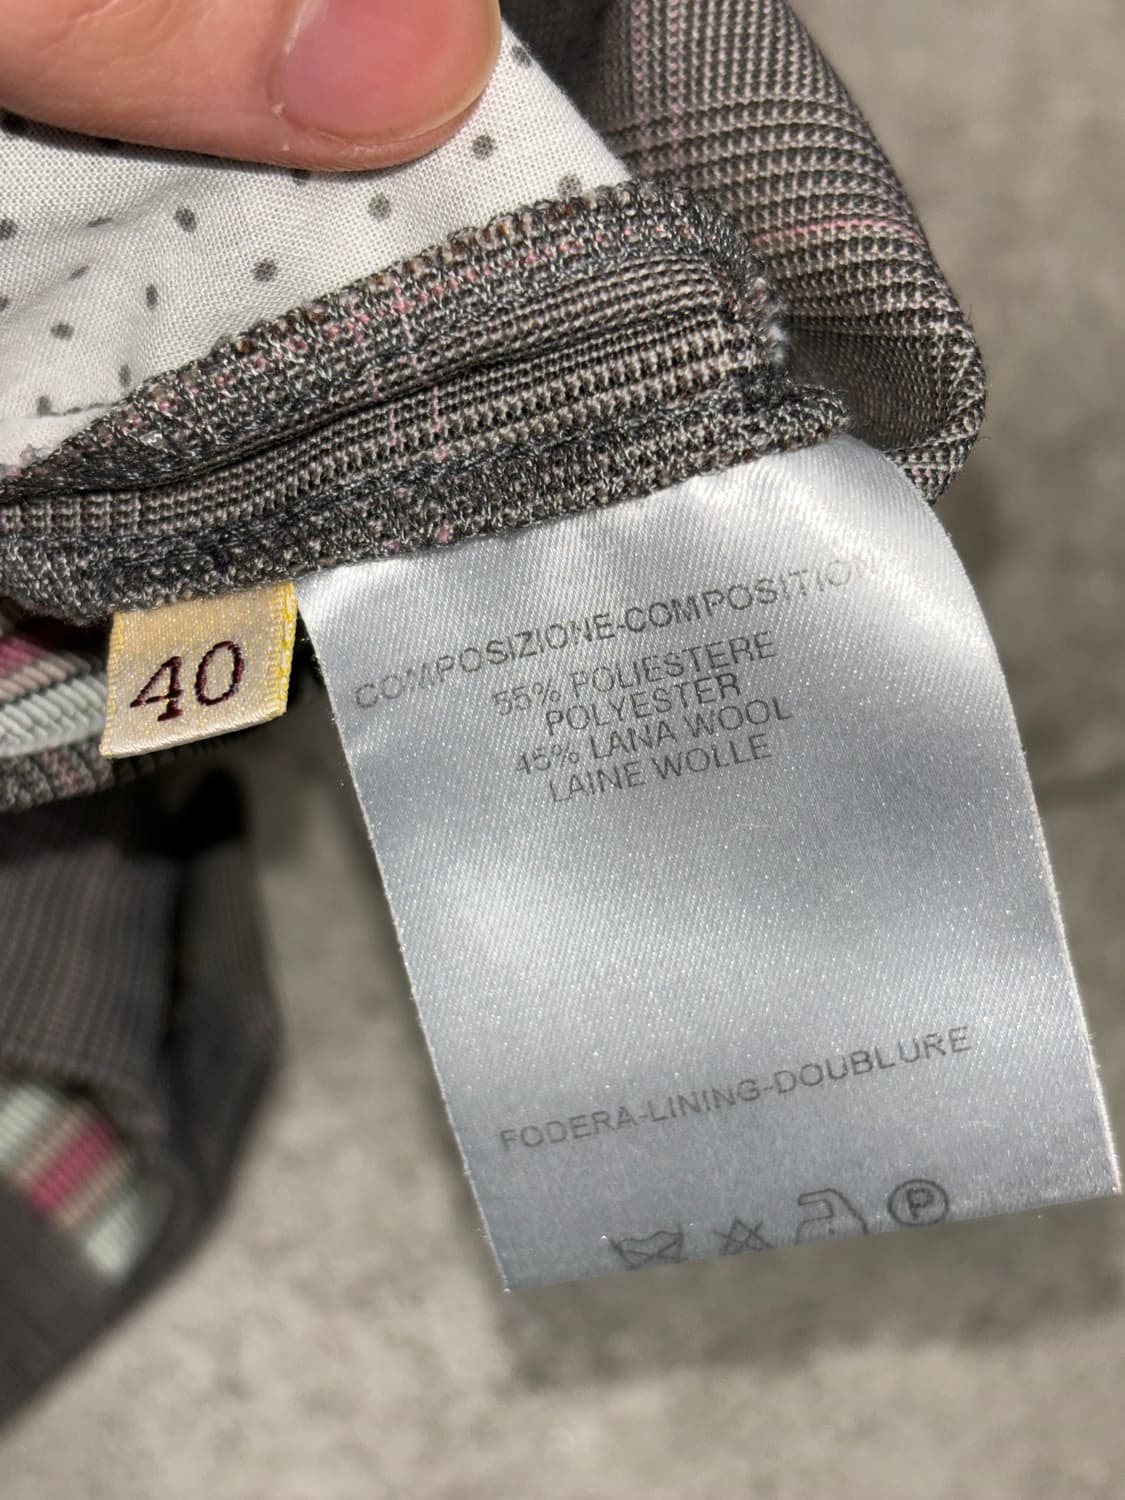 40
COMPOSIZIONE-COMPOSITION
55% POLIESTERE
POLYESTER
45% LANA WOOL
LAINE WOLLE
FODERA-LINING-DOUBLURE
P